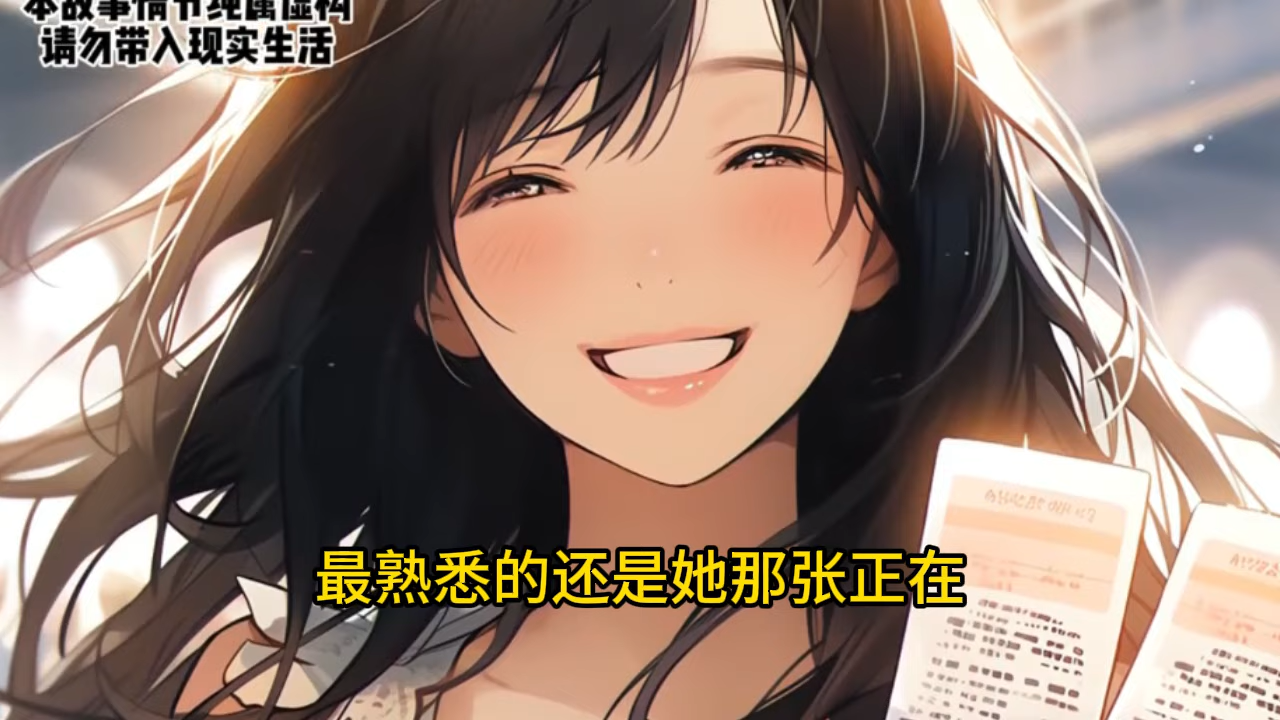 本故事情节纯属虚构
请勿带入现实生活
最熟悉的还是她那张正在